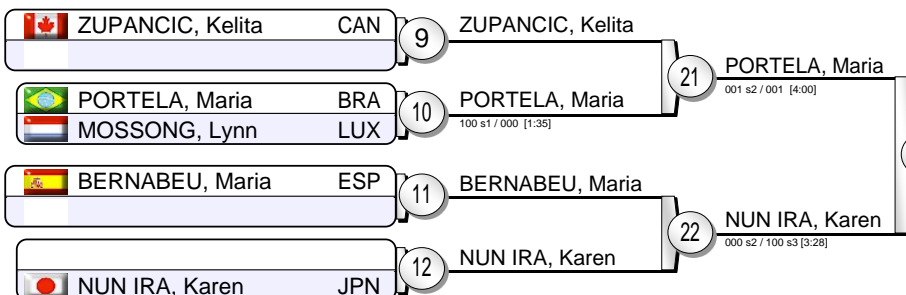 ZUPANCIC, Kelita CAN
9
ZUPANCIC, Kelita
21
PORTELA, Maria
001 s2 / 001 [4:00]
PORTELA, Maria BRA
MOSSONG, Lynn LUX
10
PORTELA, Maria
100 s1 / 000 [1:35]
BERNABEU, Maria ESP
11
BERNABEU, Maria
22
NUN IRA, Karen
000 s2 / 100 s3 [3:28]
NUN IRA, Karen JPN
12
NUN IRA, Karen